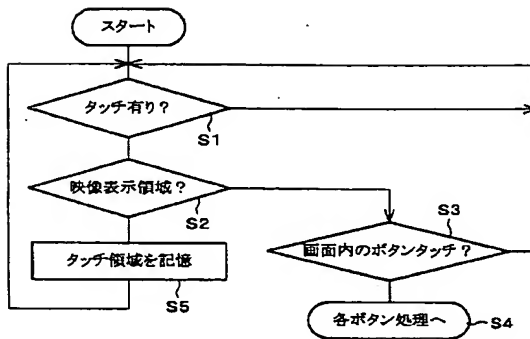 スタート
タッチ有り？
S1
映像表示領域？
S2
S3
画面内のボタンタッチ？
タッチ領域を記憶
S5
各ボタン処理へ
S4